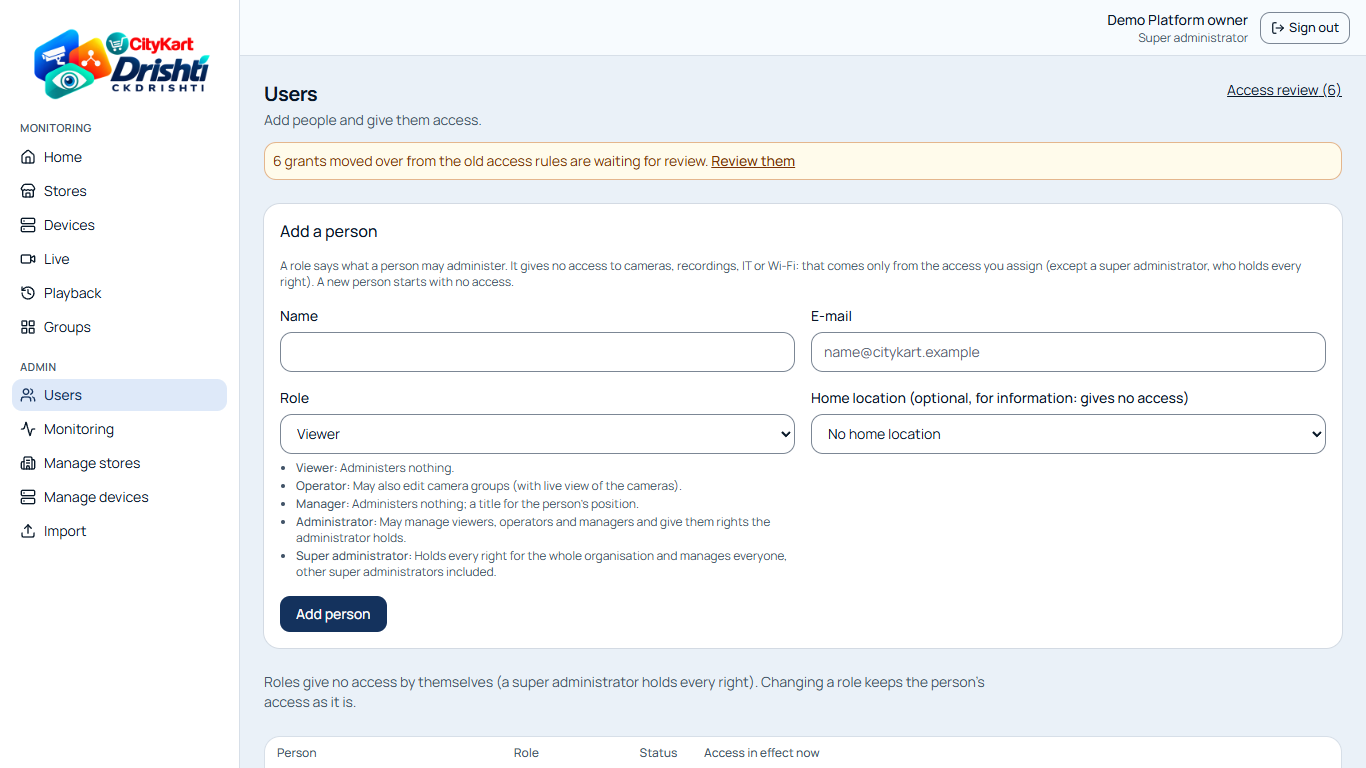 CityKart
Drishti
CKDRISHTI
MONITORING
Home
Stores
Devices
Live
Playback
Groups
ADMIN
Users
Monitoring
Manage stores
Manage devices
Import
Demo Platform owner
Super administrator
Sign out
Users
Access review (6)
Add people and give them access.
6 grants moved over from the old access rules are waiting for review. Review them
Add a person
A role says what a person may administer. It gives no access to cameras, recordings, IT or Wi-Fi: that comes only from the access you assign (except a super administrator, who holds every
right). A new person starts with no access.
Name
E-mail
name@citykart.example
Role
Home location (optional, for information: gives no access)
Viewer
No home location
• Viewer: Administers nothing.
• Operator: May also edit camera groups (with live view of the cameras).
• Manager: Administers nothing; a title for the person's position.
• Administrator: May manage viewers, operators and managers and give them rights the
administrator holds.
• Super administrator: Holds every right for the whole organisation and manages everyone,
other super administrators included.
Add person
Roles give no access by themselves (a super administrator holds every right). Changing a role keeps the person's
access as it is.
Person Role Status Access in effect now